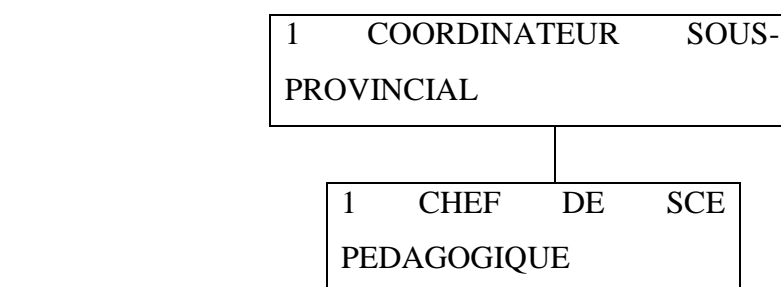 1 COORDINATEUR SOUS-
PROVINCIAL
1 CHEF DE SCE
PEDAGOGIQUE